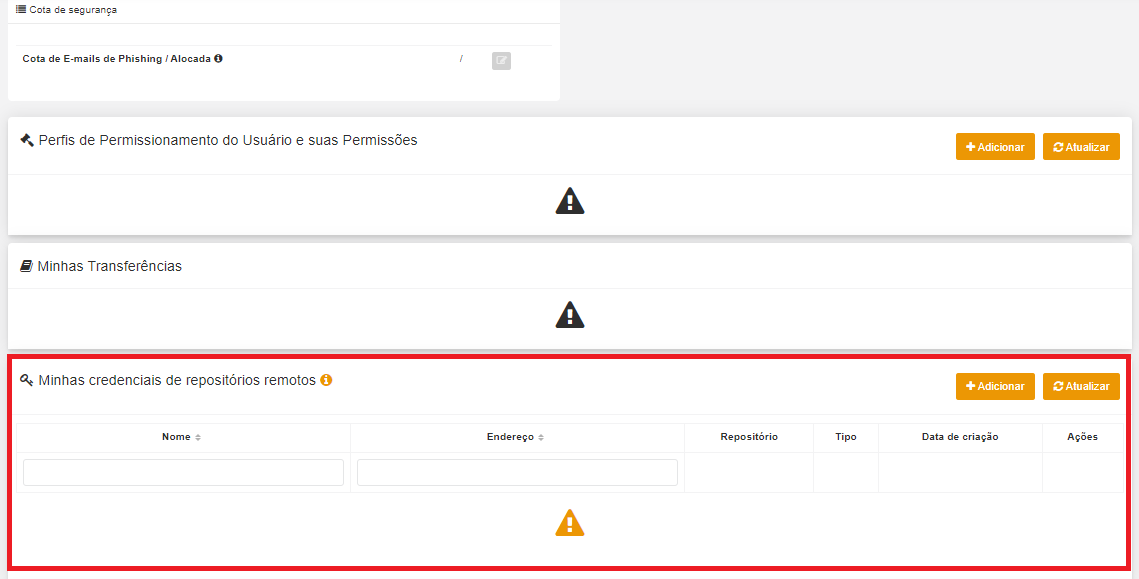 Cota de segurança
Cota de E-mails de Phishing / Alocada /
Perfis de Permissionamento do Usuário e suas Permissões
Adicionar Atualizar
Minhas Transferências
Minhas credenciais de repositórios remotos
Adicionar Atualizar
Nome Endereço Repositório Tipo Data de criação Ações